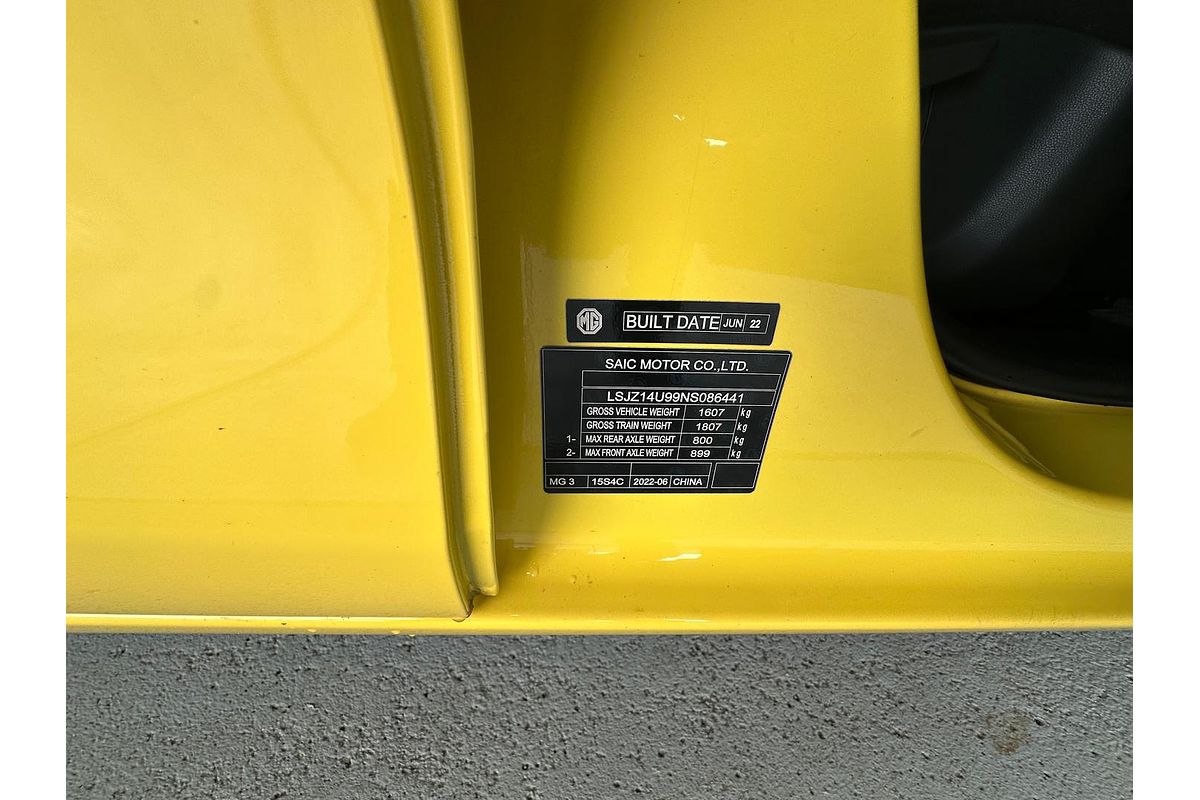 MG BUILT DATE JUN 22
SAIC MOTOR CO.,LTD.
LSJZ14U99NS086441
GROSS VEHICLE WEIGHT 1607 kg
GROSS TRAIN WEIGHT 1807 kg
1- MAX REAR AXLE WEIGHT 800 kg
2- MAX FRONT AXLE WEIGHT 899 kg
MG 3 15S4C 2022-06 CHINA